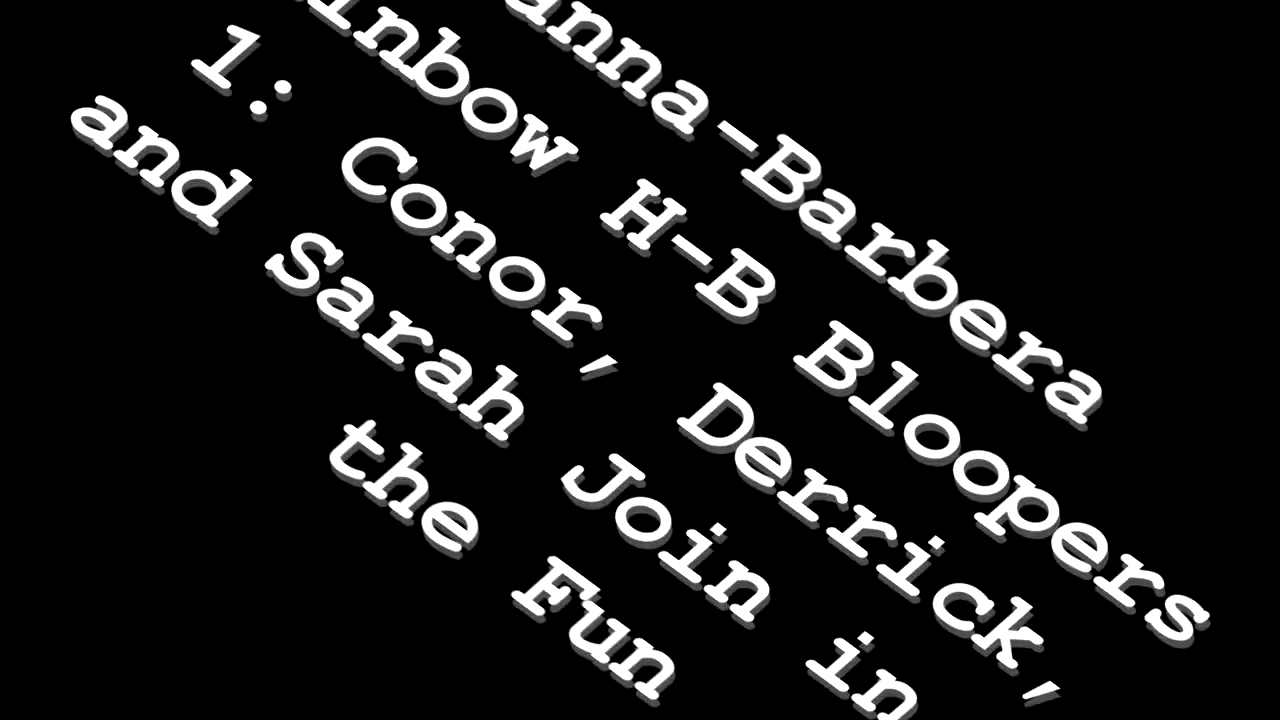 anna-Barbera
inbow H-B Bloopers
1: Conor, Derrick,
and Sarah Join in
the Fun